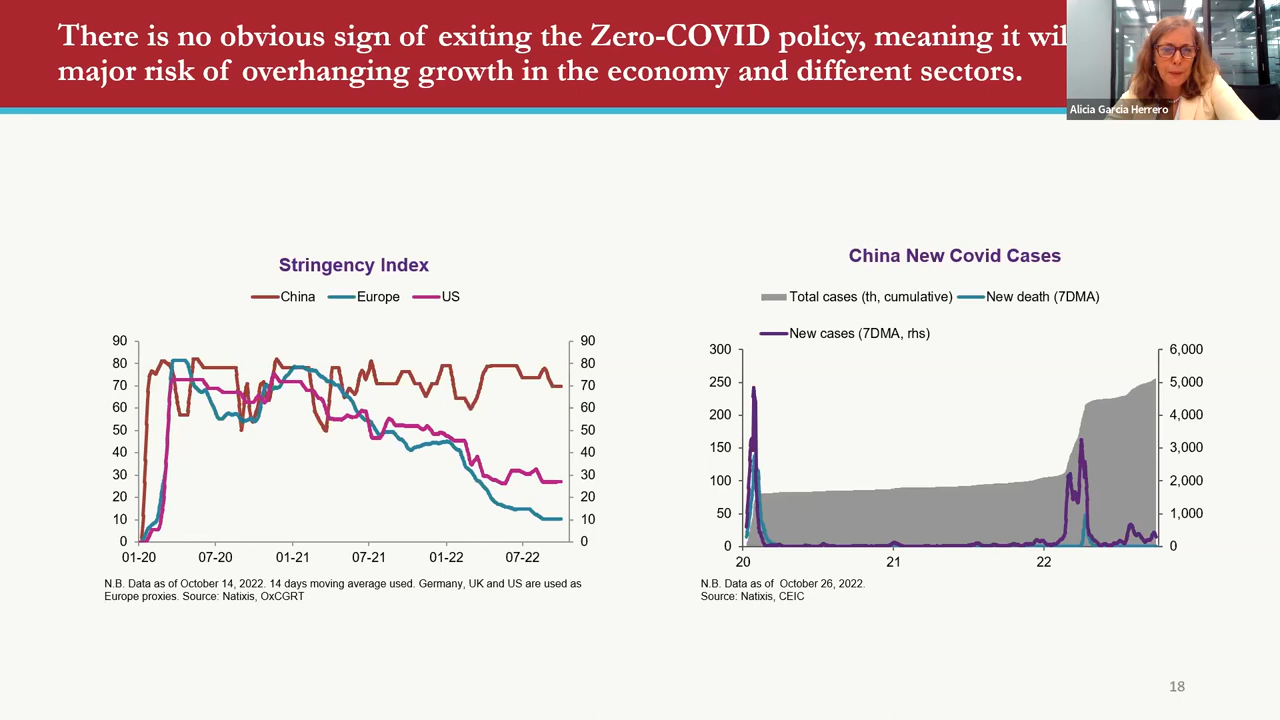 There is no obvious sign of exiting the Zero-COVID policy, meaning it wil
major risk of overhanging growth in the economy and different sectors.
Alicia Garcia Herrero
Stringency Index
China Europe US
90 90
80 80
70 70
60 60
50 50
40 40
30 30
20 20
10 10
0 0
01-20 07-20 01-21 07-21 01-22 07-22
N.B. Data as of October 14, 2022. 14 days moving average used. Germany, UK and US are used as
Europe proxies. Source: Natixis, OxCGRT
China New Covid Cases
Total cases (th, cumulative) New death (7DMA)
New cases (7DMA, rhs)
300 6,000
250 5,000
200 4,000
150 3,000
100 2,000
50 1,000
0 0
20 21 22
N.B. Data as of October 26, 2022.
Source: Natixis, CEIC
18